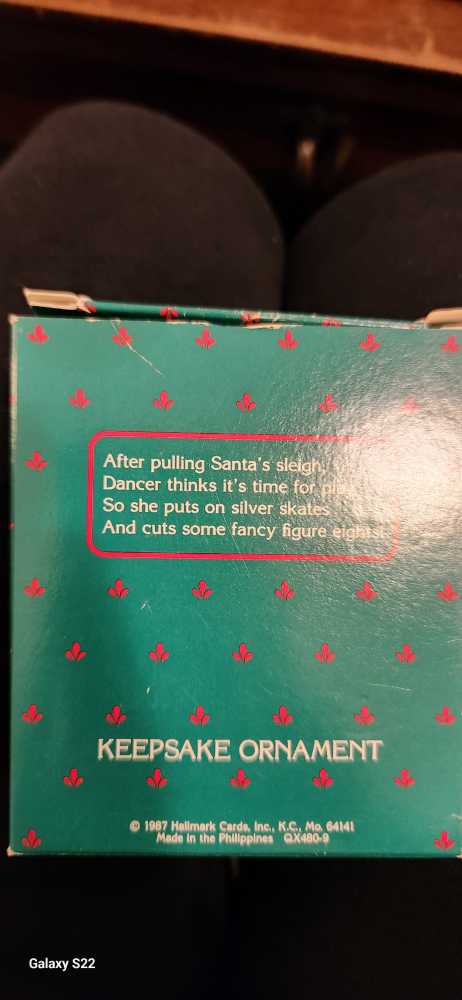 After pulling Santa's sleigh,
Dancer thinks it's time for play
So she puts on silver skates
And cuts some fancy figure eights!
KEEPSAKE ORNAMENT
© 1987 Hallmark Cards, Inc., K.C., Mo. 64141
Made in the Philippines QX480-9
Galaxy S22